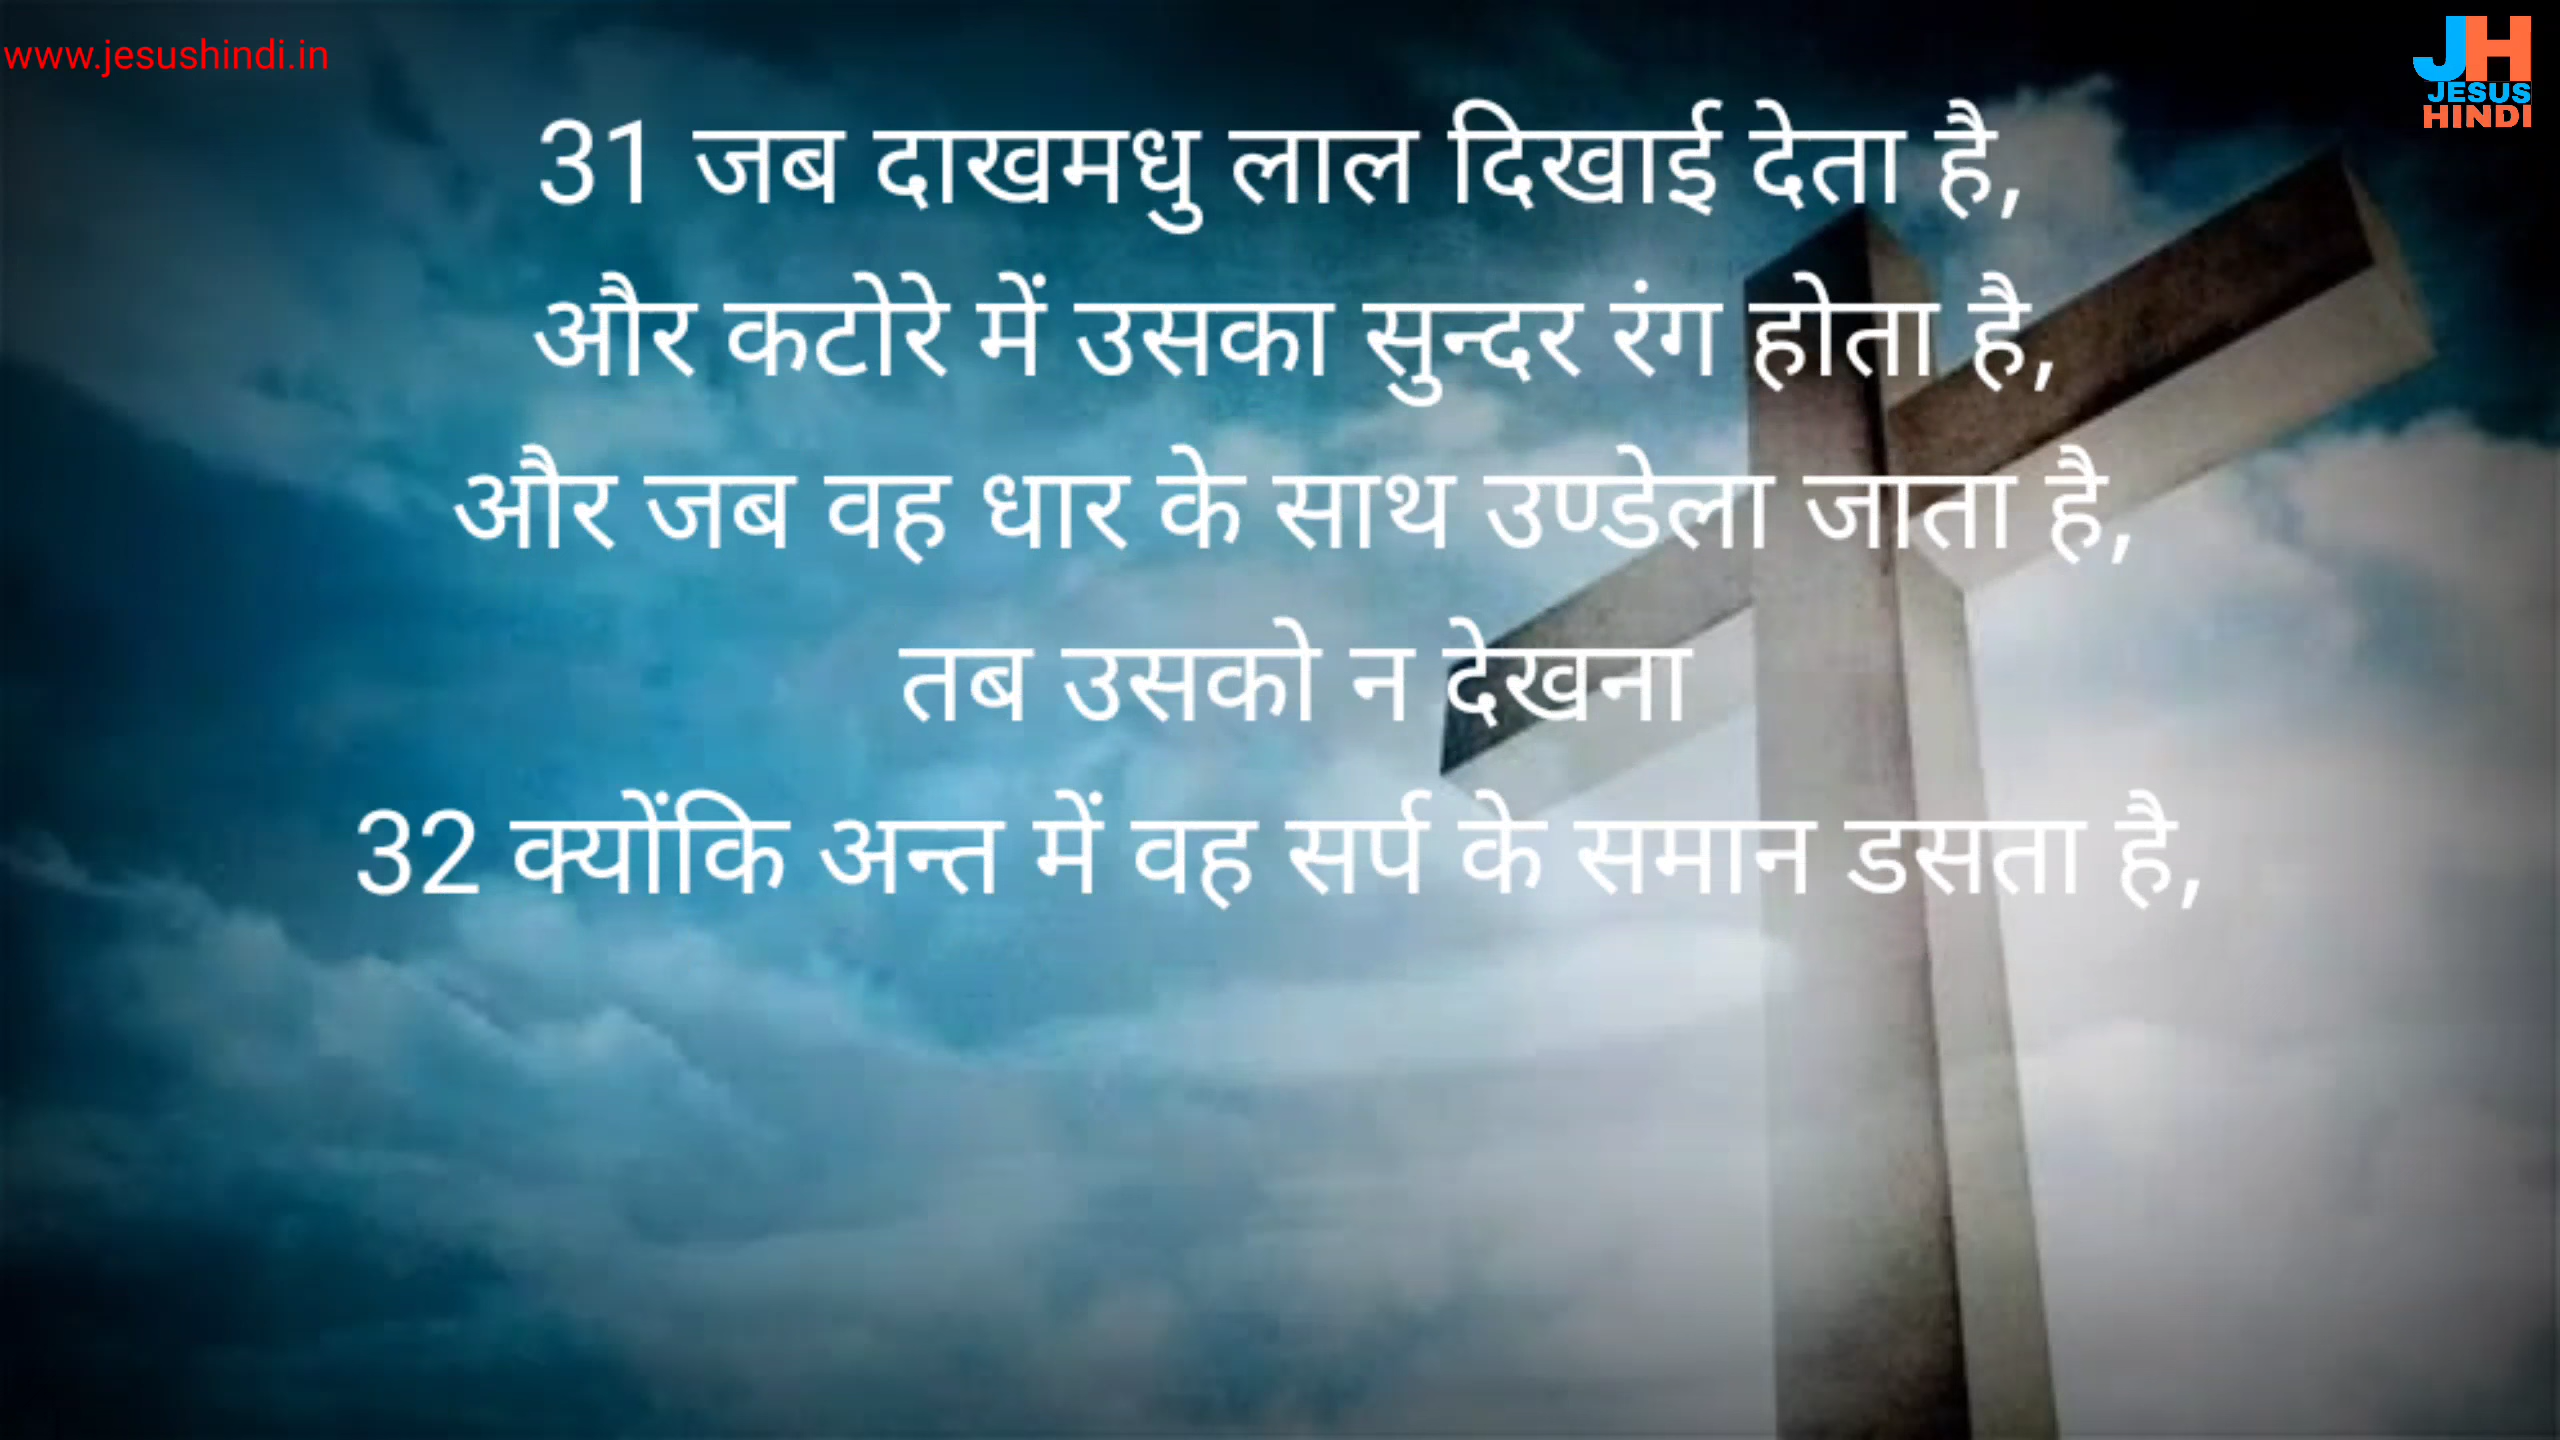 www.jesushindi.in
JH
JESUS
HINDI
31 जब दाखमधु लाल दिखाई देता है,
और कटोरे में उसका सुन्दर रंग होता है,
और जब वह धार के साथ उण्डेला जाता है,
तब उसको न देखना
32 क्योंकि अन्त में वह सर्प के समान डसता है,